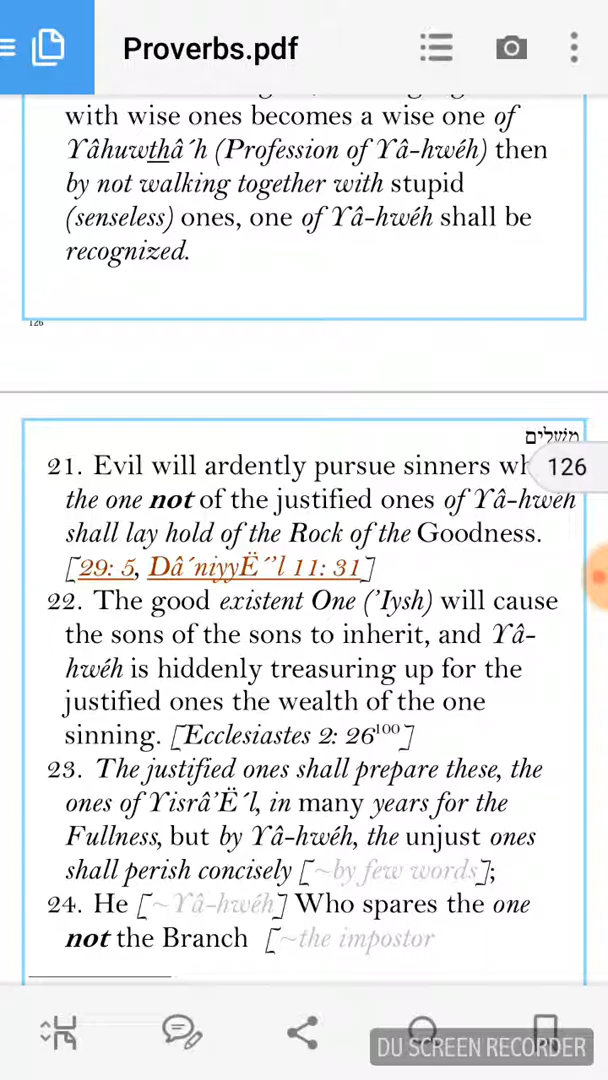 Proverbs.pdf
with wise ones becomes a wise one of
Yâhuwthâ´h (Profession of Yâ-hwéh) then
by not walking together with stupid
(senseless) ones, one of Yâ-hwéh shall be
recognized.
126
משלים
126
21. Evil will ardently pursue sinners
the one not of the justified ones of Yâ-hwéh
shall lay hold of the Rock of the Goodness.
[29: 5, Dâ´niyyË´'l 11: 31]
22. The good existent One ('Iysh) will cause
the sons of the sons to inherit, and Yâ-
hwéh is hiddenly treasuring up for the
justified ones the wealth of the one
sinning. [Ecclesiastes 2: 26¹⁰⁰]
23. The justified ones shall prepare these, the
ones of Yisrâ'Ë´l, in many years for the
Fullness, but by Yâ-hwéh, the unjust ones
shall perish concisely [~by few words];
24. He [~Yâ-hwéh] Who spares the one
not the Branch [~the impostor
DU SCREEN RECORDER